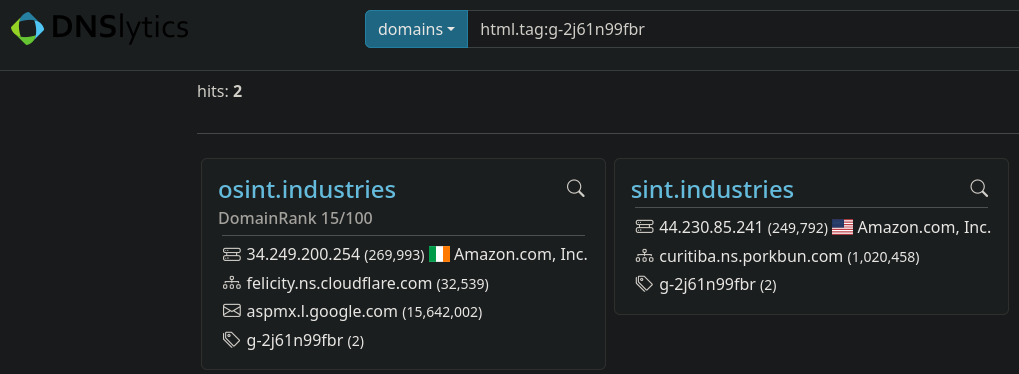 DNSlytics
domains
html.tag:g-2j61n99fbr
hits: 2
osint.industries
DomainRank 15/100
34.249.200.254 (269,993) Amazon.com, Inc.
felicity.ns.cloudflare.com (32,539)
aspmx.l.google.com (15,642,002)
g-2j61n99fbr (2)
sint.industries
44.230.85.241 (249,792) Amazon.com, Inc.
curitiba.ns.porkbun.com (1,020,458)
g-2j61n99fbr (2)